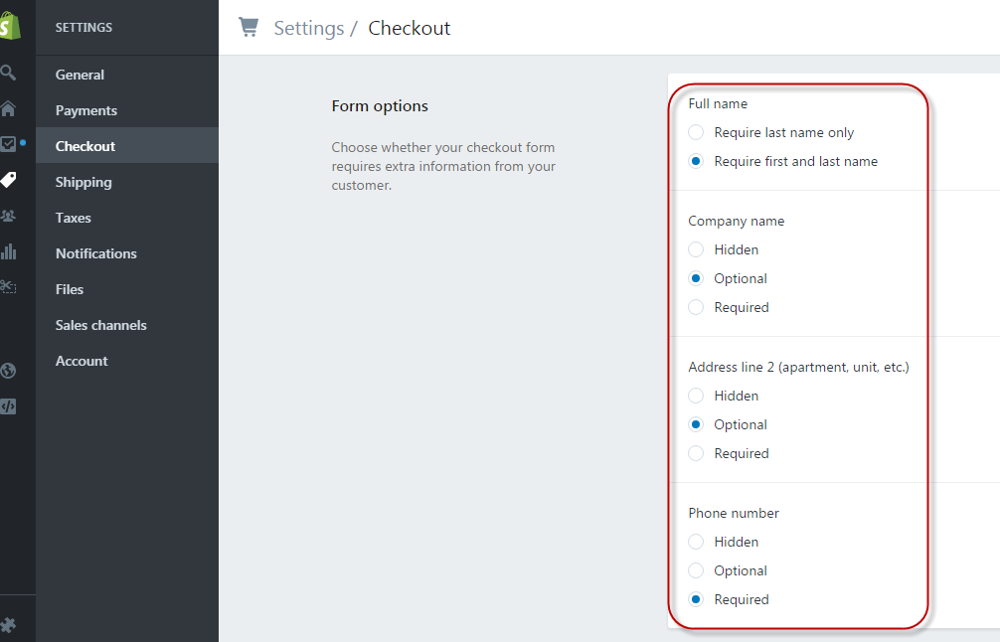 SETTINGS
General
Payments
Checkout
Shipping
Taxes
Notifications
Files
Sales channels
Account
Settings / Checkout
Form options
Choose whether your checkout form
requires extra information from your
customer.
Full name
Require last name only
Require first and last name
Company name
Hidden
Optional
Required
Address line 2 (apartment, unit, etc.)
Hidden
Optional
Required
Phone number
Hidden
Optional
Required